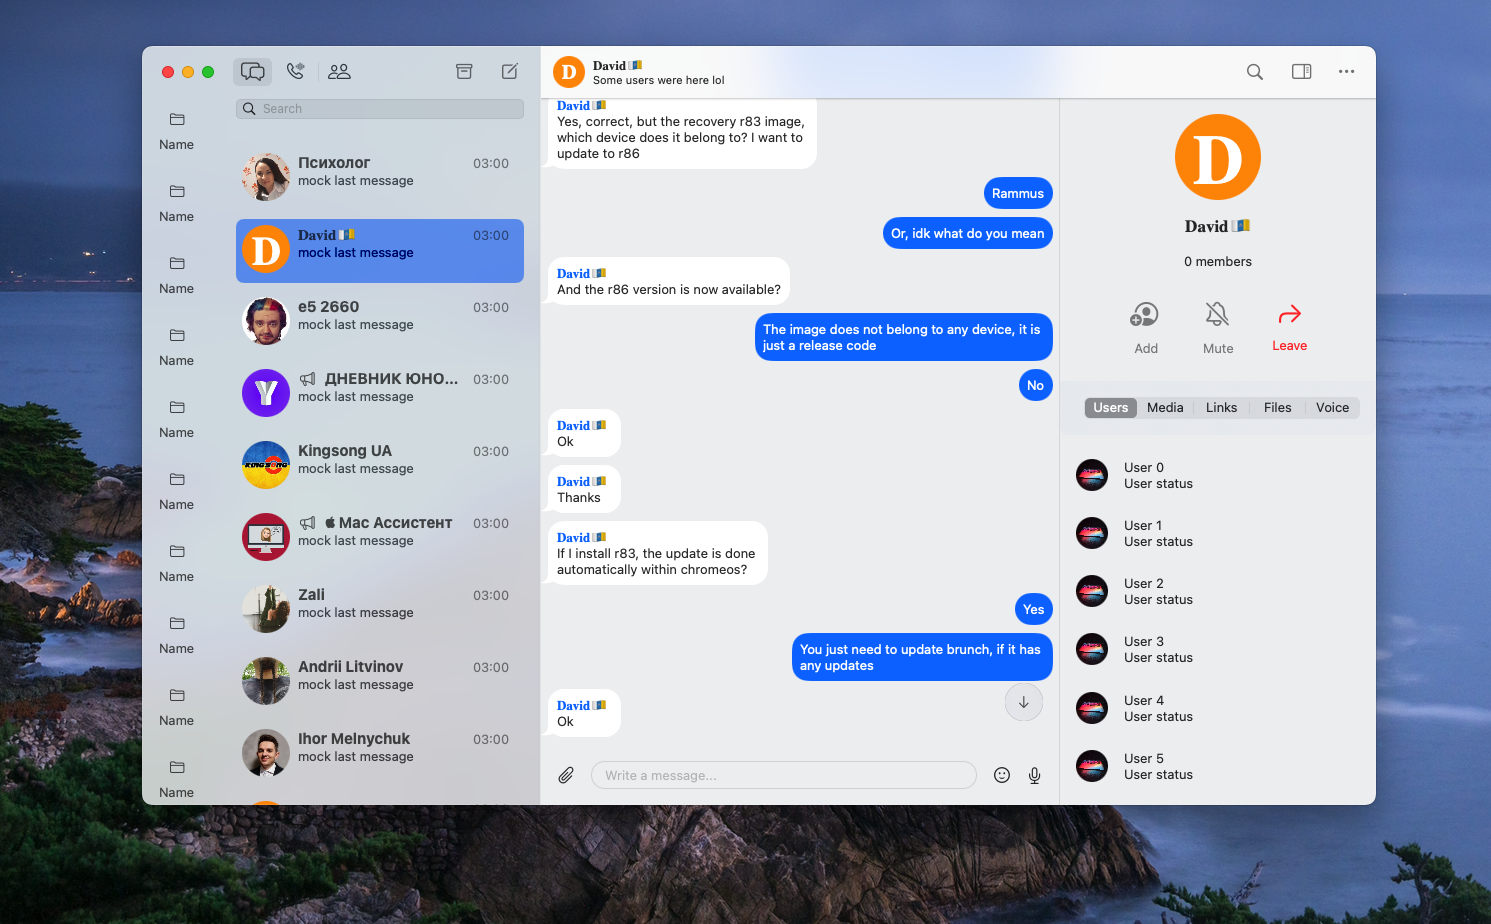 Name
Name
Name
Name
Name
Name
Name
Name
Name
Name
Search
Психолог
03:00
mock last message
D
David
03:00
mock last message
e5 2660
03:00
mock last message
ДНЕВНИК ЮНО...
03:00
mock last message
Kingsong UA
03:00
mock last message
KINGSONG
Mac Ассистент
03:00
mock last message
Zali
03:00
mock last message
Andrii Litvinov
03:00
mock last message
Ihor Melnychuk
03:00
mock last message
D
David
Some users were here lol
David
Yes, correct, but the recovery r83 image,
which device does it belong to? I want to
update to r86
Rammus
Or, idk what do you mean
David
And the r86 version is now available?
The image does not belong to any device, it is
just a release code
No
David
Ok
David
Thanks
David
If I install r83, the update is done
automatically within chromeos?
Yes
You just need to update brunch, if it has
any updates
David
Ok
Write a message...
D
David
0 members
Add
Mute
Leave
Users
Media
Links
Files
Voice
User 0
User status
User 1
User status
User 2
User status
User 3
User status
User 4
User status
User 5
User status